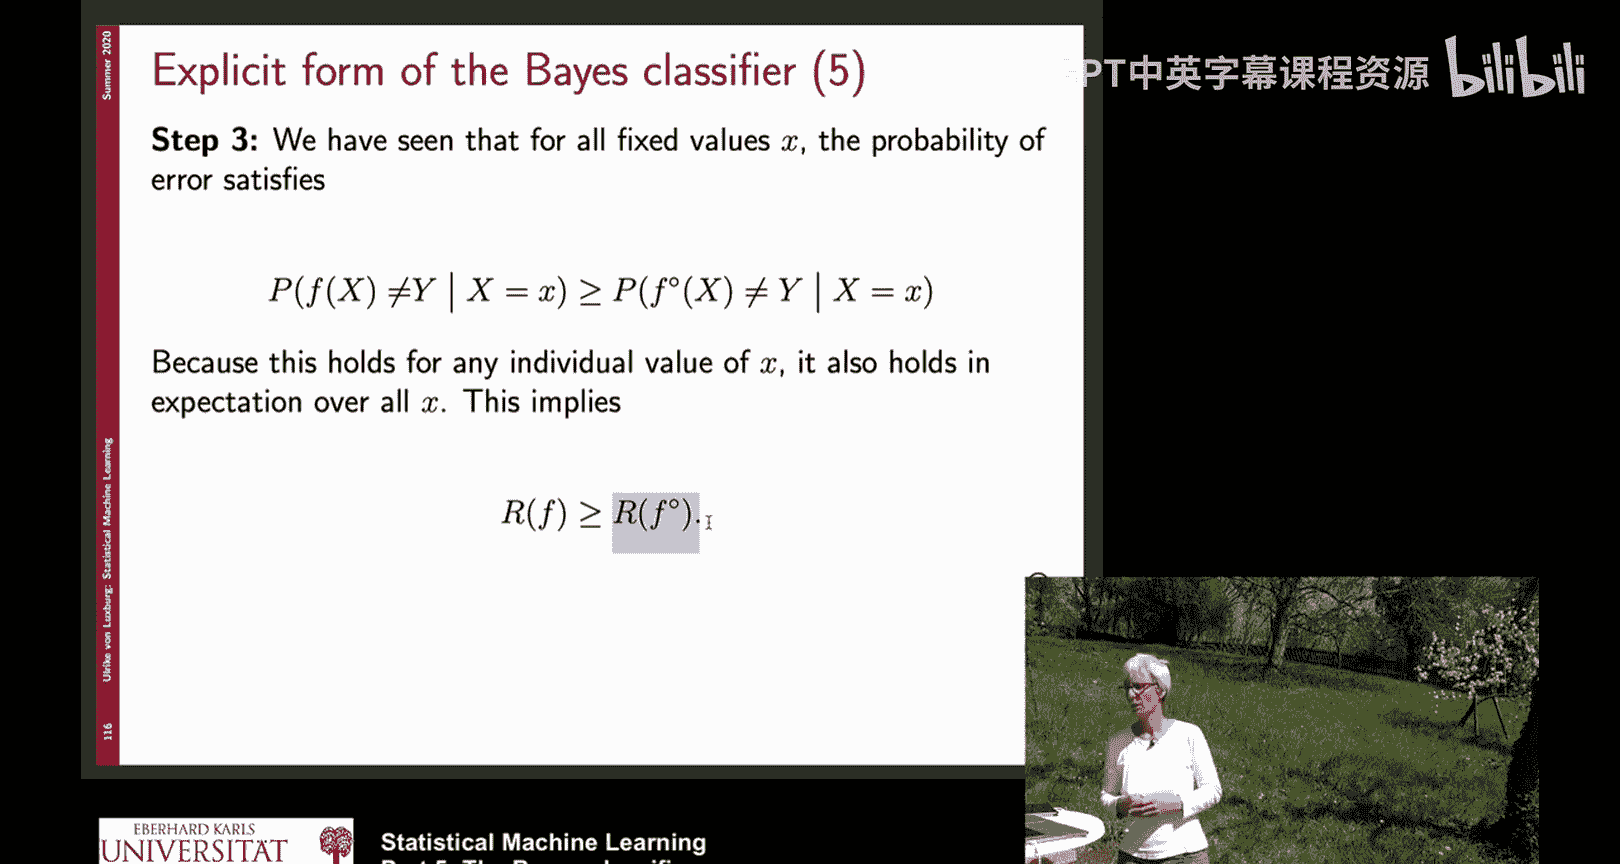 Explicit form of the Bayes classifier (5)
Step 3: We have seen that for all fixed values x, the probability of
error satisfies
P(f(X) ≠ Y | X = x) ≥ P(f°(X) ≠ Y | X = x)
Because this holds for any individual value of x, it also holds in
expectation over all x. This implies
R(f) ≥ R(f°).
Summer 2020
Ulrike von Luxburg: Statistical Machine Learning
116
PT中英字幕课程资源
bilibili
EBERHARD KARLS
UNIVERSITÄT
Statistical Machine Learning